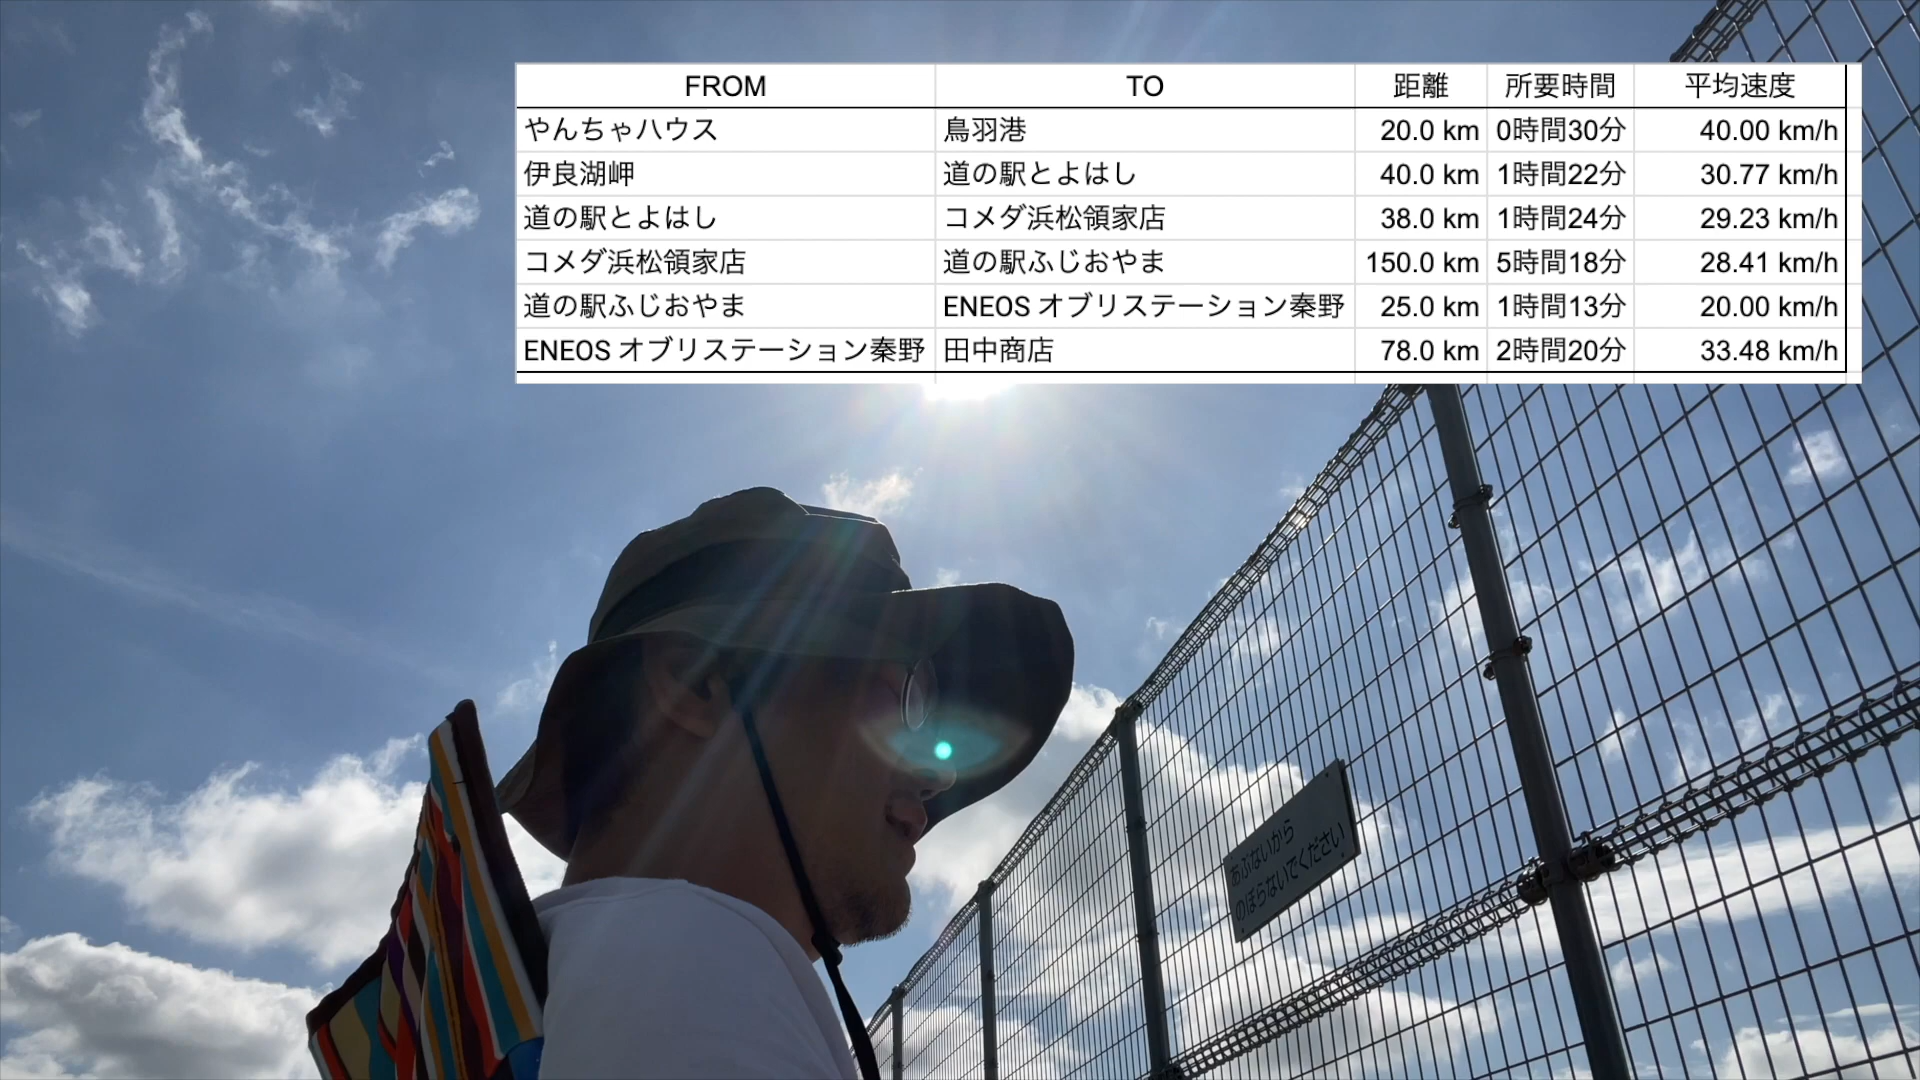 FROM TO 距離 所要時間 平均速度
やんちゃハウス 鳥羽港 20.0 km 0時間30分 40.00 km/h
伊良湖岬 道の駅とよはし 40.0 km 1時間22分 30.77 km/h
道の駅とよはし コメダ浜松領家店 38.0 km 1時間24分 29.23 km/h
コメダ浜松領家店 道の駅ふじおやま 150.0 km 5時間18分 28.41 km/h
道の駅ふじおやま ENEOS オブリステーション秦野 25.0 km 1時間13分 20.00 km/h
ENEOS オブリステーション秦野 田中商店 78.0 km 2時間20分 33.48 km/h
あぶないから
のぼらないでください